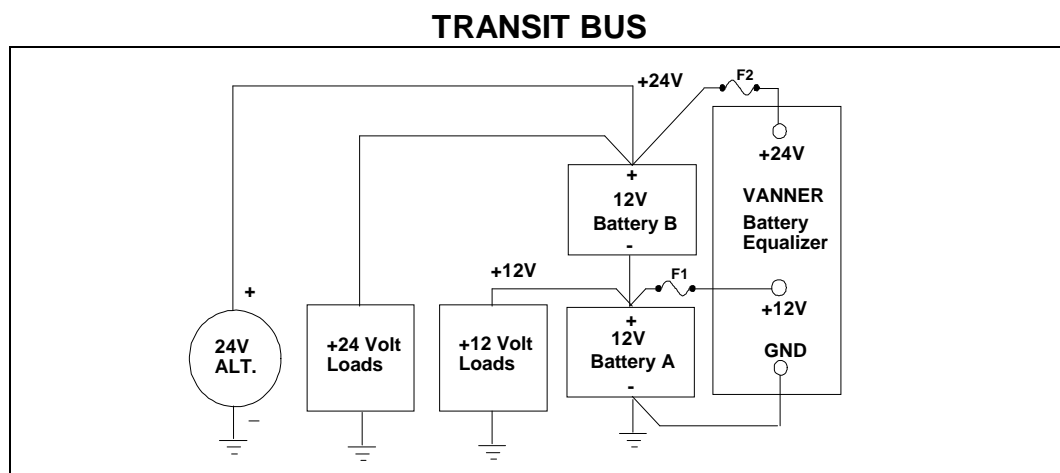 TRANSIT BUS
+24V
F2
+24V
+
12V
Battery B
-
VANNER
Battery
Equalizer
+12V
F1
+12V
+
24V
ALT.
–
+24 Volt
Loads
+12 Volt
Loads
+
12V
Battery A
-
GND